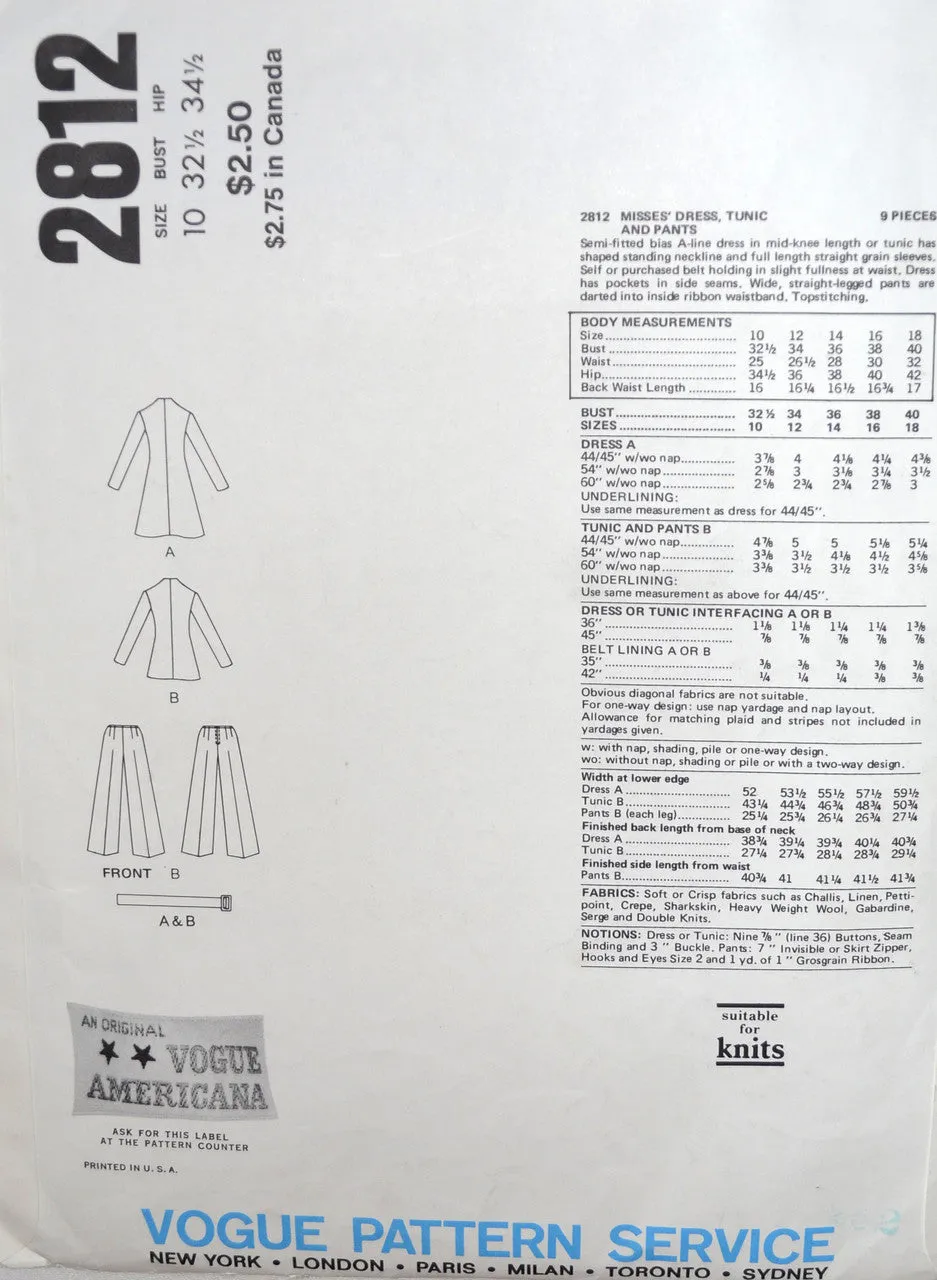 2812
SIZE BUST HIP
10 32½ 34½
$2.50
$2.75 in Canada
2812 MISSES' DRESS, TUNIC 9 PIECES
AND PANTS
Semi-fitted bias A-line dress in mid-knee length or tunic has
shaped standing neckline and full length straight grain sleeves.
Self or purchased belt holding in slight fullness at waist. Dress
has pockets in side seams. Wide, straight-legged pants are
darted into inside ribbon waistband. Topstitching.
BODY MEASUREMENTS
Size 10 12 14 16 18
Bust 32½ 34 36 38 40
Waist 25 26½ 28 30 32
Hip 34½ 36 38 40 42
Back Waist Length 16 16¼ 16½ 16¾ 17
BUST 32½ 34 36 38 40
SIZES 10 12 14 16 18
DRESS A
44/45" w/wo nap 3⅞ 4 4⅛ 4¼ 4⅜
54" w/wo nap 2⅞ 3 3⅛ 3¼ 3½
60" w/wo nap 2⅝ 2¾ 2¾ 2⅞ 3
UNDERLINING:
Use same measurement as dress for 44/45".
TUNIC AND PANTS B
44/45" w/wo nap 4⅞ 5 5 5⅛ 5¼
54" w/wo nap 3⅜ 3½ 4⅛ 4½ 4⅝
60" w/wo nap 3⅜ 3½ 3½ 3½ 3⅝
UNDERLINING:
Use same measurement as above for 44/45".
DRESS OR TUNIC INTERFACING A OR B
36" 1⅛ 1⅛ 1¼ 1¼ 1⅜
45" ⅞ ⅞ ⅞ ⅞ ⅞
BELT LINING A OR B
35" ⅜ ⅜ ⅜ ⅜ ⅜
42" ¼ ¼ ¼ ⅜ ⅜
Obvious diagonal fabrics are not suitable.
For one-way design: use nap yardage and nap layout.
Allowance for matching plaid and stripes not included in
yardages given.
w: with nap, shading, pile or one-way design.
wo: without nap, shading or pile or with a two-way design.
Width at lower edge
Dress A 52 53½ 55½ 57½ 59½
Tunic B 43¼ 44¾ 46¾ 48¾ 50¾
Pants B (each leg) 25¼ 25¾ 26¼ 26¾ 27¼
Finished back length from base of neck
Dress A 38¾ 39¼ 39¾ 40¼ 40¾
Tunic B 27¼ 27¾ 28¼ 28¾ 29¼
Finished side length from waist
Pants B 40¾ 41 41¼ 41½ 41¾
FABRICS: Soft or Crisp fabrics such as Challis, Linen, Petti-
point, Crepe, Sharkskin, Heavy Weight Wool, Gabardine,
Serge and Double Knits.
NOTIONS: Dress or Tunic: Nine ⅞" (line 36) Buttons, Seam
Binding and 3" Buckle. Pants: 7" Invisible or Skirt Zipper,
Hooks and Eyes Size 2 and 1 yd. of 1" Grosgrain Ribbon.
A
B
FRONT B
A & B
AN ORIGINAL
VOGUE
AMERICANA
ASK FOR THIS LABEL
AT THE PATTERN COUNTER
PRINTED IN U.S.A.
suitable
for
knits
VOGUE PATTERN SERVICE
NEW YORK • LONDON • PARIS • MILAN • TORONTO • SYDNEY